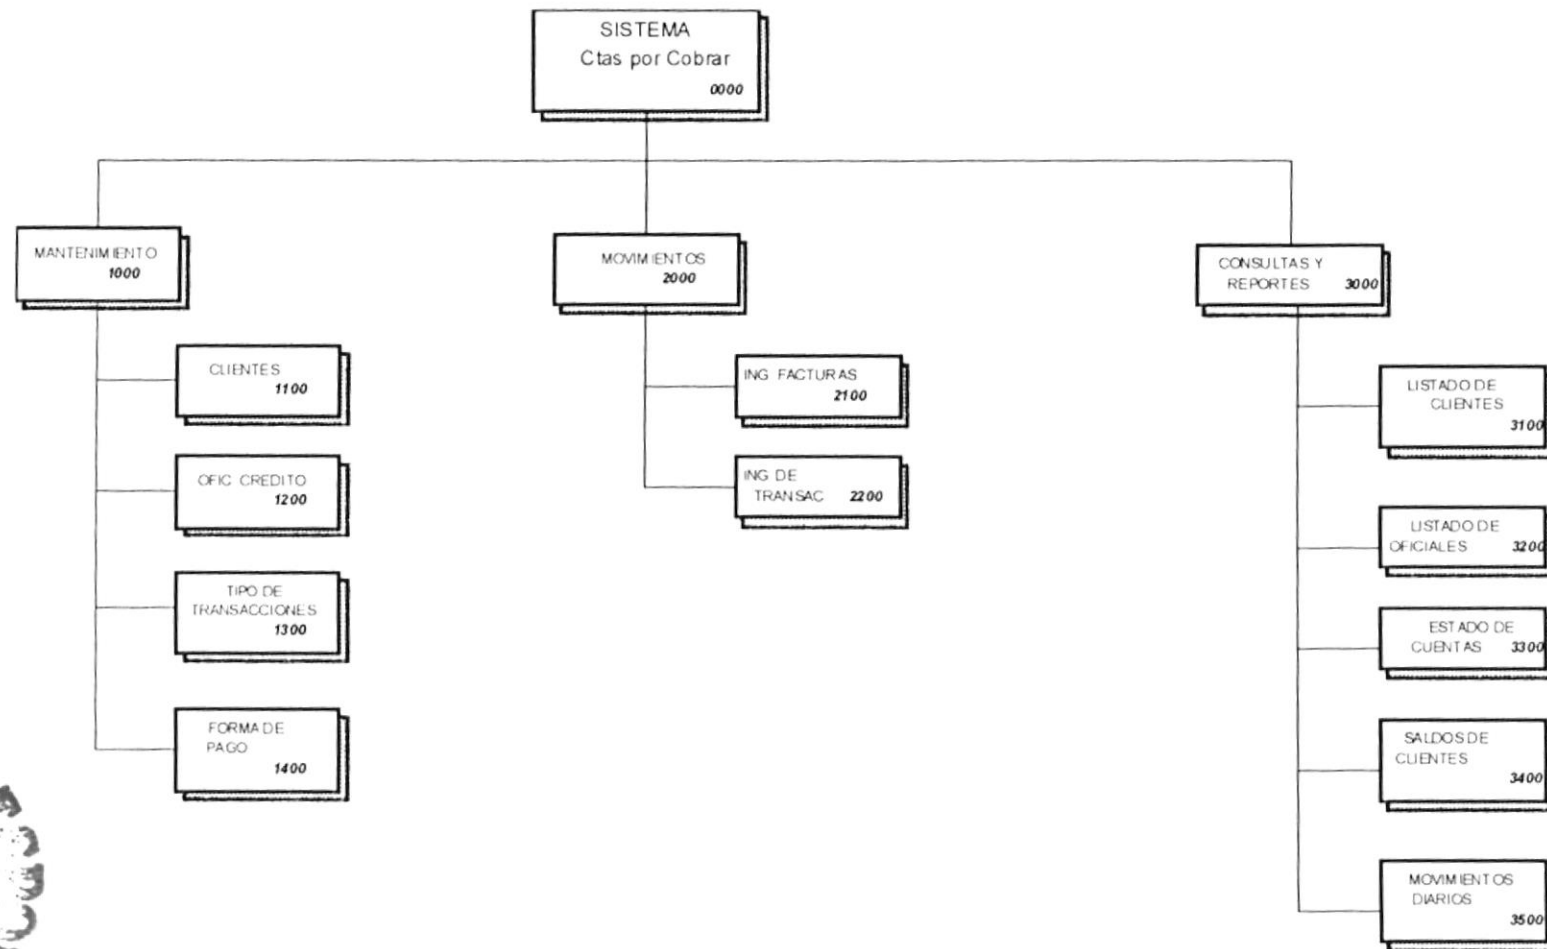 SISTEMA
Ctas por Cobrar
0000
MANTENIMIENTO
1000
CLIENTES
1100
OFIC CREDITO
1200
TIPO DE
TRANSACCIONES
1300
FORMA DE
PAGO
1400
MOVIMIENTOS
2000
ING FACTURAS
2100
ING DE
TRANSAC 2200
CONSULTAS Y
REPORTES 3000
LISTADO DE
CLIENTES
3100
LISTADO DE
OFICIALES 3200
ESTADO DE
CUENTAS 3300
SALDOS DE
CLIENTES
3400
MOVIMIENTOS
DIARIOS
3500